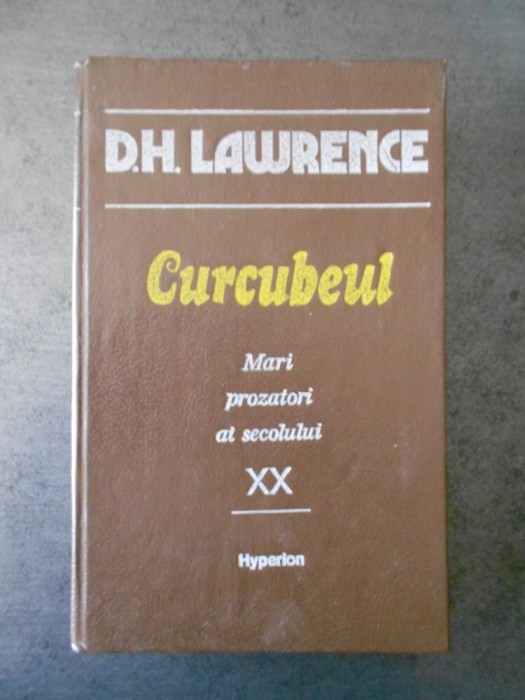 D.H. LAWRENCE
Curcubeul
Mari
prozatori
ai secolului
XX
Hyperion